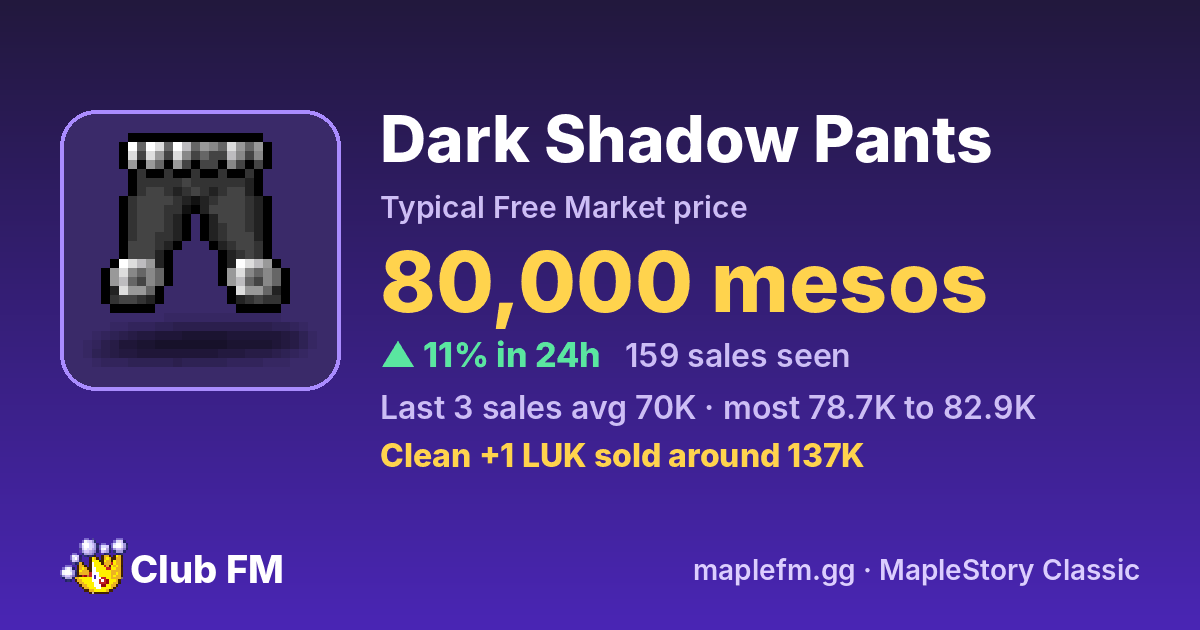 Dark Shadow Pants
Typical Free Market price
80,000 mesos
▲ 11% in 24h 159 sales seen
Last 3 sales avg 70K · most 78.7K to 82.9K
Clean +1 LUK sold around 137K
Club FM
maplefm.gg · MapleStory Classic